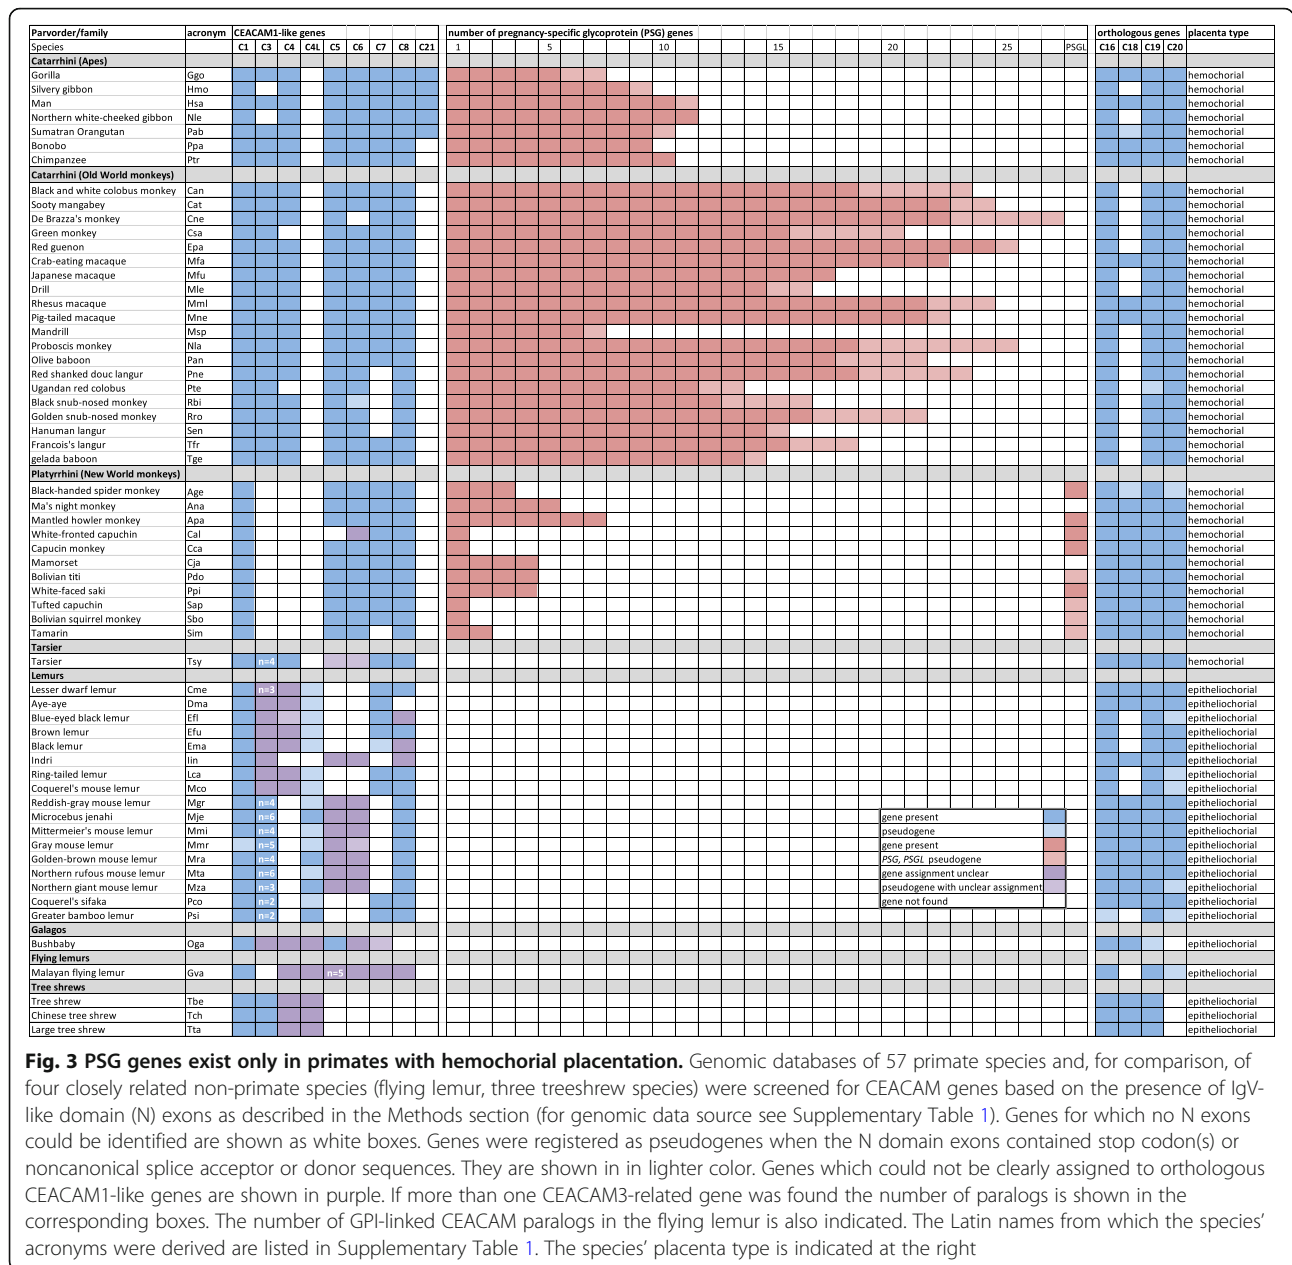 Parvorder/family acronym CEACAM1-like genes number of pregnancy-specific glycoprotein (PSG) genes orthologous genes placenta type
Species C1 C3 C4 C4L C5 C6 C7 C8 C21 1 5 10 15 20 25 PSGL C16 C18 C19 C20
Catarrhini (Apes)
Gorilla Ggo hemochorial
Silvery gibbon Hmo hemochorial
Man Hsa hemochorial
Northern white-cheeked gibbon Nle hemochorial
Sumatran Orangutan Pab hemochorial
Bonobo Ppa hemochorial
Chimpanzee Ptr hemochorial
Catarrhini (Old World monkeys)
Black and white colobus monkey Can hemochorial
Sooty mangabey Cat hemochorial
De Brazza's monkey Cne hemochorial
Green monkey Csa hemochorial
Red guenon Epa hemochorial
Crab-eating macaque Mfa hemochorial
Japanese macaque Mfu hemochorial
Drill Mle hemochorial
Rhesus macaque Mml hemochorial
Pig-tailed macaque Mne hemochorial
Mandrill Msp hemochorial
Proboscis monkey Nla hemochorial
Olive baboon Pan hemochorial
Red shanked douc langur Pne hemochorial
Ugandan red colobus Pte hemochorial
Black snub-nosed monkey Rbi hemochorial
Golden snub-nosed monkey Rro hemochorial
Hanuman langur Sen hemochorial
Francois's langur Tfr hemochorial
gelada baboon Tge hemochorial
Platyrrhini (New World monkeys)
Black-handed spider monkey Age hemochorial
Ma's night monkey Ana hemochorial
Mantled howler monkey Apa hemochorial
White-fronted capuchin Cal hemochorial
Capucin monkey Cca hemochorial
Mamorset Cja hemochorial
Bolivian titi Pdo hemochorial
White-faced saki Ppi hemochorial
Tufted capuchin Sap hemochorial
Bolivian squirrel monkey Sbo hemochorial
Tamarin Sim hemochorial
Tarsier
Tarsier Tsy n=4 hemochorial
Lemurs
Lesser dwarf lemur Cme n=3 epitheliochorial
Aye-aye Dma epitheliochorial
Blue-eyed black lemur Efl epitheliochorial
Brown lemur Efu epitheliochorial
Black lemur Ema epitheliochorial
Indri Iin epitheliochorial
Ring-tailed lemur Lca epitheliochorial
Coquerel's mouse lemur Mco epitheliochorial
Reddish-gray mouse lemur Mgr n=4 epitheliochorial
Microcebus jenahi Mje n=6 gene present epitheliochorial
Mittermeier's mouse lemur Mmi n=4 pseudogene epitheliochorial
Gray mouse lemur Mmr n=5 gene present epitheliochorial
Golden-brown mouse lemur Mra n=4 PSG, PSGL pseudogene epitheliochorial
Northern rufous mouse lemur Mta n=6 gene assignment unclear epitheliochorial
Northern giant mouse lemur Mza n=3 pseudogene with unclear assignment epitheliochorial
Coquerel's sifaka Pco n=2 gene not found epitheliochorial
Greater bamboo lemur Psi n=2 epitheliochorial
Galagos
Bushbaby Oga epitheliochorial
Flying lemurs
Malayan flying lemur Gva n=5 epitheliochorial
Tree shrews
Tree shrew Tbe epitheliochorial
Chinese tree shrew Tch epitheliochorial
Large tree shrew Tta epitheliochorial
Fig. 3 PSG genes exist only in primates with hemochorial placentation. Genomic databases of 57 primate species and, for comparison, of
four closely related non-primate species (flying lemur, three treeshrew species) were screened for CEACAM genes based on the presence of IgV-
like domain (N) exons as described in the Methods section (for genomic data source see Supplementary Table 1). Genes for which no N exons
could be identified are shown as white boxes. Genes were registered as pseudogenes when the N domain exons contained stop codon(s) or
noncanonical splice acceptor or donor sequences. They are shown in in lighter color. Genes which could not be clearly assigned to orthologous
CEACAM1-like genes are shown in purple. If more than one CEACAM3-related gene was found the number of paralogs is shown in the
corresponding boxes. The number of GPI-linked CEACAM paralogs in the flying lemur is also indicated. The Latin names from which the species’
acronyms were derived are listed in Supplementary Table 1. The species’ placenta type is indicated at the right